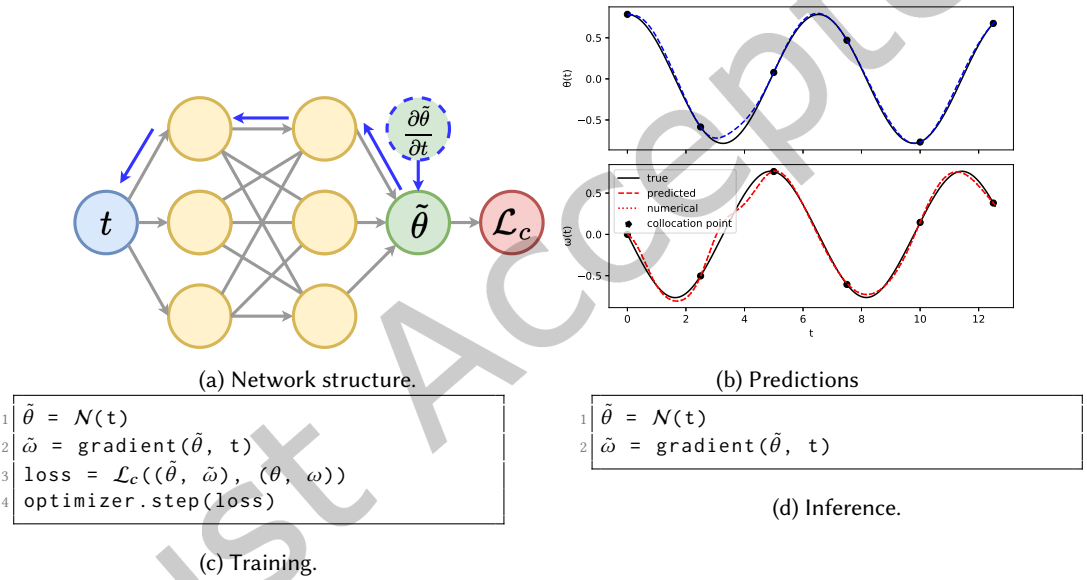 t
∂θ̃
∂t
θ̃
𝓛c
(a) Network structure.
θ(t)
0.5
0.0
−0.5
ω(t)
0.5
0.0
−0.5
true
predicted
numerical
collocation point
0 2 4 6 8 10 12
t
(b) Predictions
1 θ̃ = 𝒩(t)
2 ω̃ = gradient(θ̃, t)
3 loss = 𝓛c((θ̃, ω̃), (θ, ω))
4 optimizer.step(loss)
(c) Training.
1 θ̃ = 𝒩(t)
2 ω̃ = gradient(θ̃, t)
(d) Inference.
ust Accepte